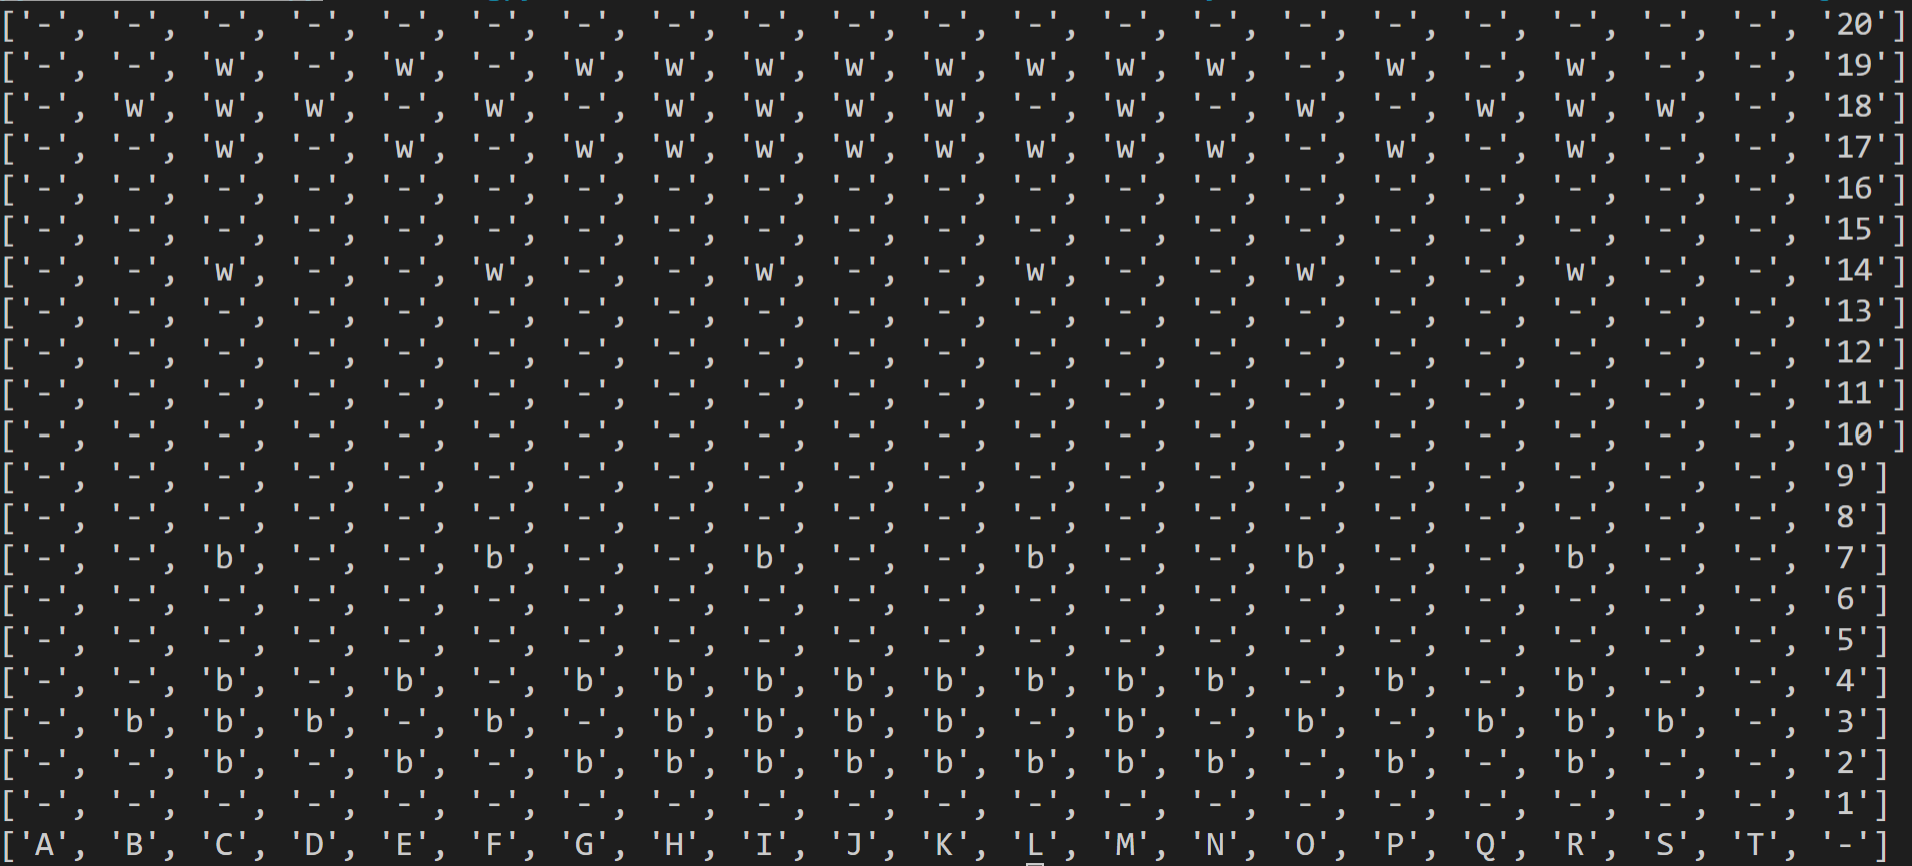 ['-', '-', '-', '-', '-', '-', '-', '-', '-', '-', '-', '-', '-', '-', '-', '-', '-', '-', '-', '-', '20']
['-', '-', 'w', '-', 'w', '-', 'w', 'w', 'w', 'w', 'w', 'w', 'w', 'w', '-', 'w', '-', 'w', '-', '-', '19']
['-', 'w', 'w', 'w', '-', 'w', '-', 'w', 'w', 'w', 'w', '-', 'w', '-', 'w', '-', 'w', 'w', 'w', '-', '18']
['-', '-', 'w', '-', 'w', '-', 'w', 'w', 'w', 'w', 'w', 'w', 'w', 'w', '-', 'w', '-', 'w', '-', '-', '17']
['-', '-', '-', '-', '-', '-', '-', '-', '-', '-', '-', '-', '-', '-', '-', '-', '-', '-', '-', '-', '16']
['-', '-', '-', '-', '-', '-', '-', '-', '-', '-', '-', '-', '-', '-', '-', '-', '-', '-', '-', '-', '15']
['-', '-', 'w', '-', '-', 'w', '-', '-', 'w', '-', '-', 'w', '-', '-', 'w', '-', '-', 'w', '-', '-', '14']
['-', '-', '-', '-', '-', '-', '-', '-', '-', '-', '-', '-', '-', '-', '-', '-', '-', '-', '-', '-', '13']
['-', '-', '-', '-', '-', '-', '-', '-', '-', '-', '-', '-', '-', '-', '-', '-', '-', '-', '-', '-', '12']
['-', '-', '-', '-', '-', '-', '-', '-', '-', '-', '-', '-', '-', '-', '-', '-', '-', '-', '-', '-', '11']
['-', '-', '-', '-', '-', '-', '-', '-', '-', '-', '-', '-', '-', '-', '-', '-', '-', '-', '-', '-', '10']
['-', '-', '-', '-', '-', '-', '-', '-', '-', '-', '-', '-', '-', '-', '-', '-', '-', '-', '-', '-', '9']
['-', '-', '-', '-', '-', '-', '-', '-', '-', '-', '-', '-', '-', '-', '-', '-', '-', '-', '-', '-', '8']
['-', '-', 'b', '-', '-', 'b', '-', '-', 'b', '-', '-', 'b', '-', '-', 'b', '-', '-', 'b', '-', '-', '7']
['-', '-', '-', '-', '-', '-', '-', '-', '-', '-', '-', '-', '-', '-', '-', '-', '-', '-', '-', '-', '6']
['-', '-', '-', '-', '-', '-', '-', '-', '-', '-', '-', '-', '-', '-', '-', '-', '-', '-', '-', '-', '5']
['-', '-', 'b', '-', 'b', '-', 'b', 'b', 'b', 'b', 'b', 'b', 'b', 'b', '-', 'b', '-', 'b', '-', '-', '4']
['-', 'b', 'b', 'b', '-', 'b', '-', 'b', 'b', 'b', 'b', '-', 'b', '-', 'b', '-', 'b', 'b', 'b', '-', '3']
['-', '-', 'b', '-', 'b', '-', 'b', 'b', 'b', 'b', 'b', 'b', 'b', 'b', '-', 'b', '-', 'b', '-', '-', '2']
['-', '-', '-', '-', '-', '-', '-', '-', '-', '-', '-', '-', '-', '-', '-', '-', '-', '-', '-', '-', '1']
['A', 'B', 'C', 'D', 'E', 'F', 'G', 'H', 'I', 'J', 'K', 'L', 'M', 'N', 'O', 'P', 'Q', 'R', 'S', 'T', '-']